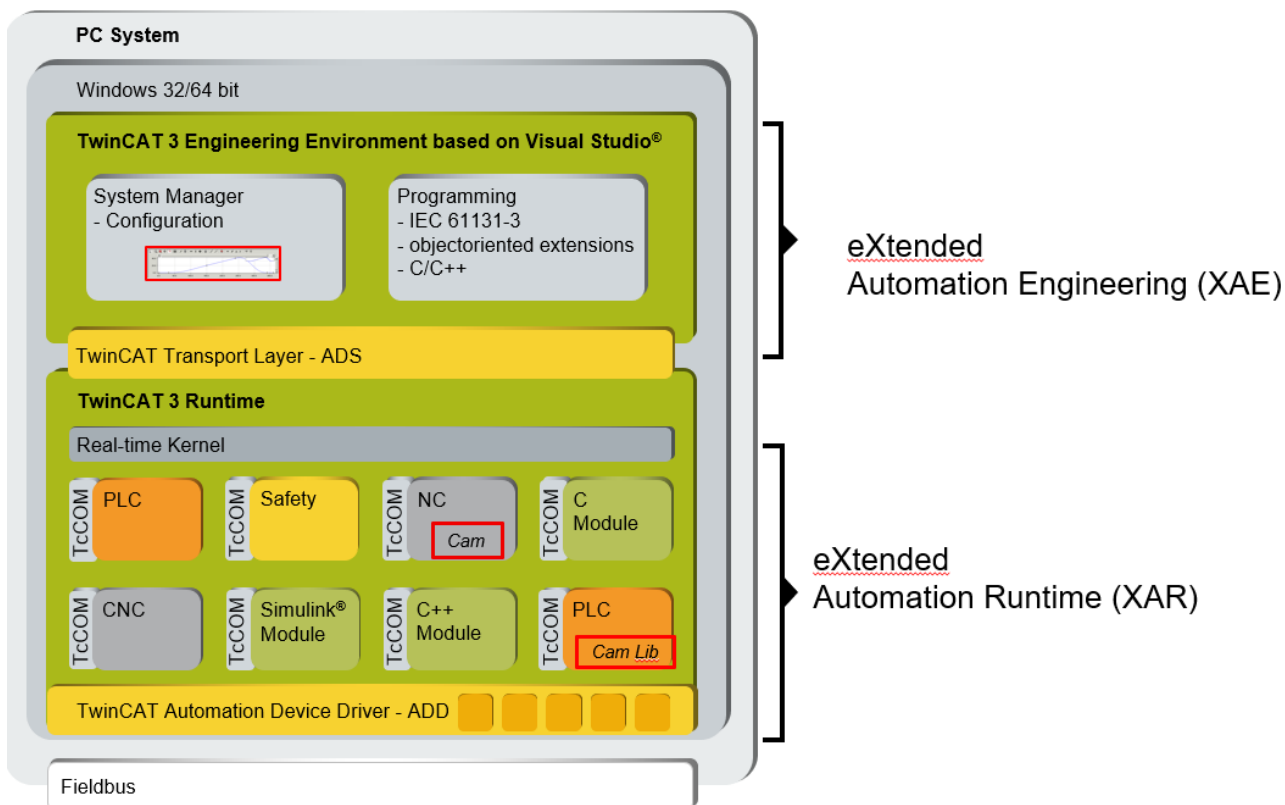 PC System
Windows 32/64 bit
TwinCAT 3 Engineering Environment based on Visual Studio®
System Manager
- Configuration
Programming
- IEC 61131-3
- objectoriented extensions
- C/C++
eXtended
Automation Engineering (XAE)
TwinCAT Transport Layer - ADS
TwinCAT 3 Runtime
Real-time Kernel
TcCOM
PLC
TcCOM
Safety
TcCOM
NC
Cam
TcCOM
C
Module
TcCOM
CNC
TcCOM
Simulink®
Module
TcCOM
C++
Module
TcCOM
PLC
Cam Lib
eXtended
Automation Runtime (XAR)
TwinCAT Automation Device Driver - ADD
Fieldbus